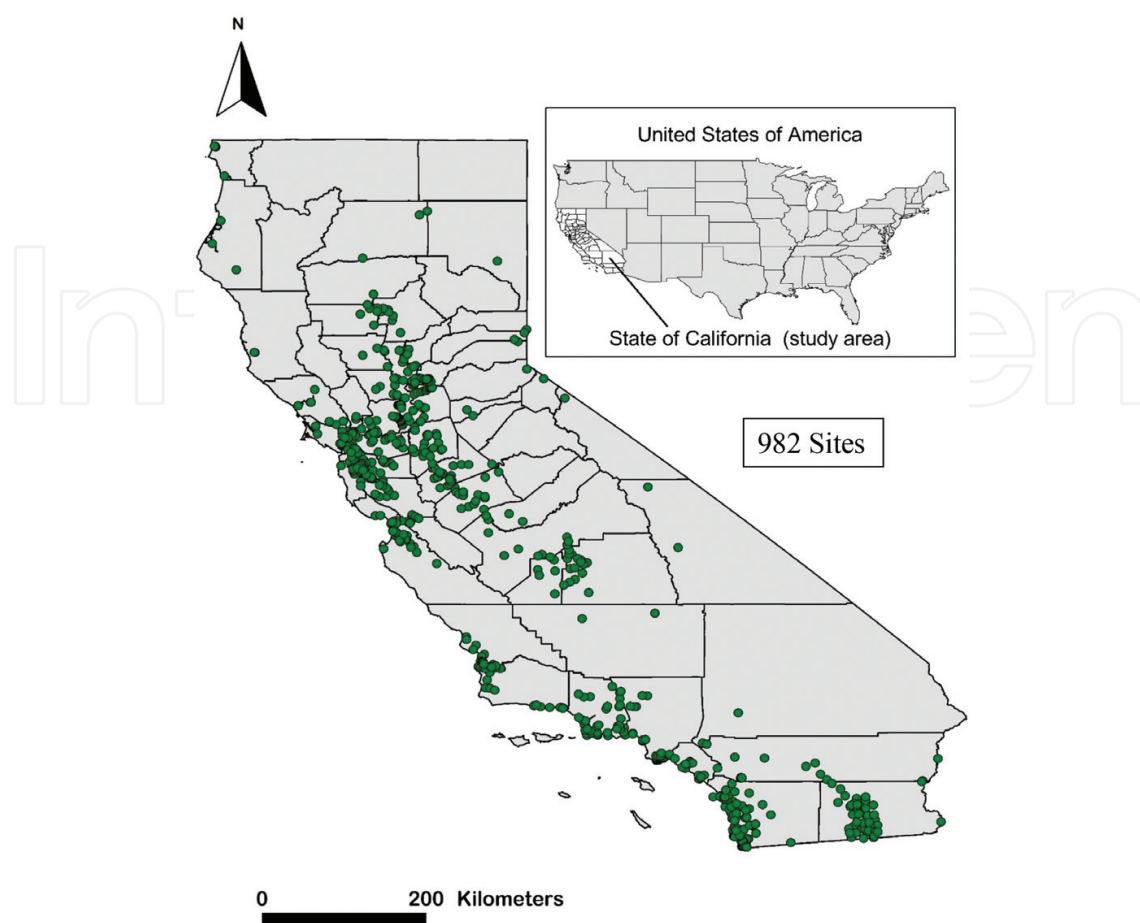 N
United States of America
State of California (study area)
982 Sites
0 200 Kilometers